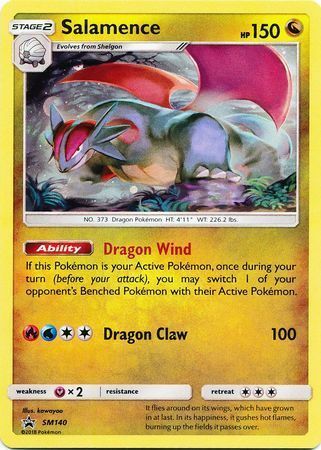 STAGE2 Salamence HP150
Evolves from Shelgon
NO. 373 Dragon Pokémon HT: 4'11" WT: 226.2 lbs.
Ability Dragon Wind
If this Pokémon is your Active Pokémon, once during your
turn (before your attack), you may switch 1 of your
opponent's Benched Pokémon with their Active Pokémon.
Dragon Claw 100
weakness ×2 resistance retreat
Illus. kawayoo
SM140
©2018 Pokémon
It flies around on its wings, which have grown
in at last. In its happiness, it gushes hot flames,
burning up the fields it passes over.